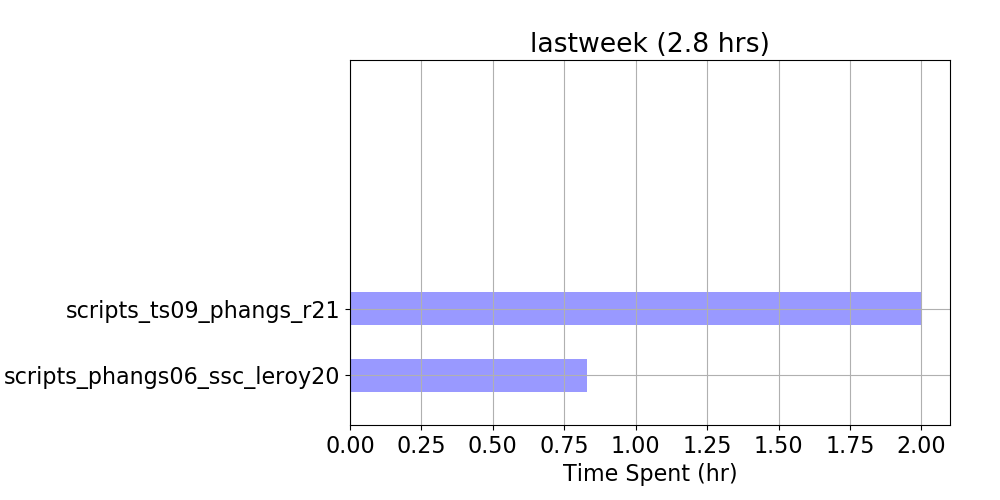 lastweek (2.8 hrs)
scripts_ts09_phangs_r21
scripts_phangs06_ssc_leroy20
0.00 0.25 0.50 0.75 1.00 1.25 1.50 1.75 2.00
Time Spent (hr)